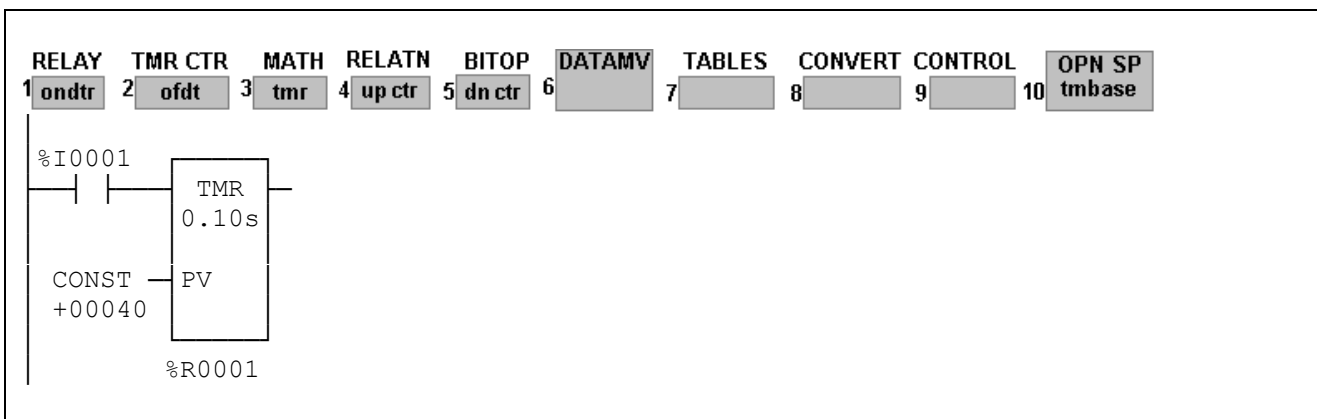 RELAY TMR CTR MATH RELATN BITOP DATAMV TABLES CONVERT CONTROL OPN SP
1 ondtr 2 ofdt 3 tmr 4 up ctr 5 dn ctr 6 7 8 9 10 tmbase
%I0001
TMR
0.10s
CONST PV
+00040
%R0001